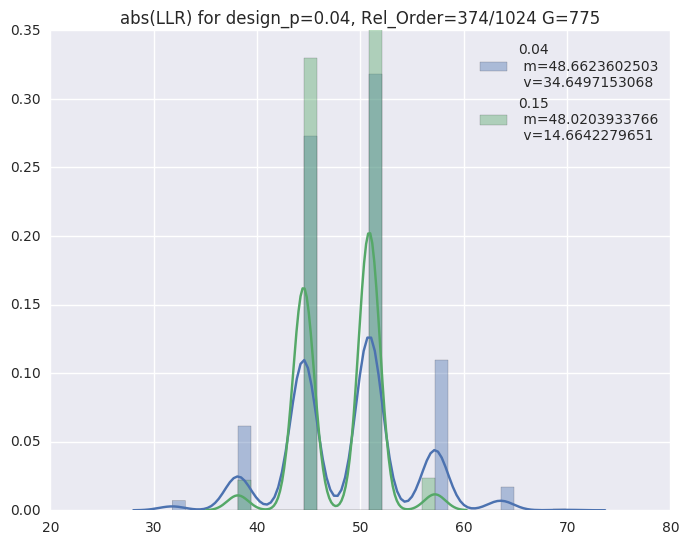 abs(LLR) for design_p=0.04, Rel_Order=374/1024 G=775
0.35
0.30
0.25
0.20
0.15
0.10
0.05
0.00
0.04
m=48.6623602503
v=34.6497153068
0.15
m=48.0203933766
v=14.6642279651
20 30 40 50 60 70 80